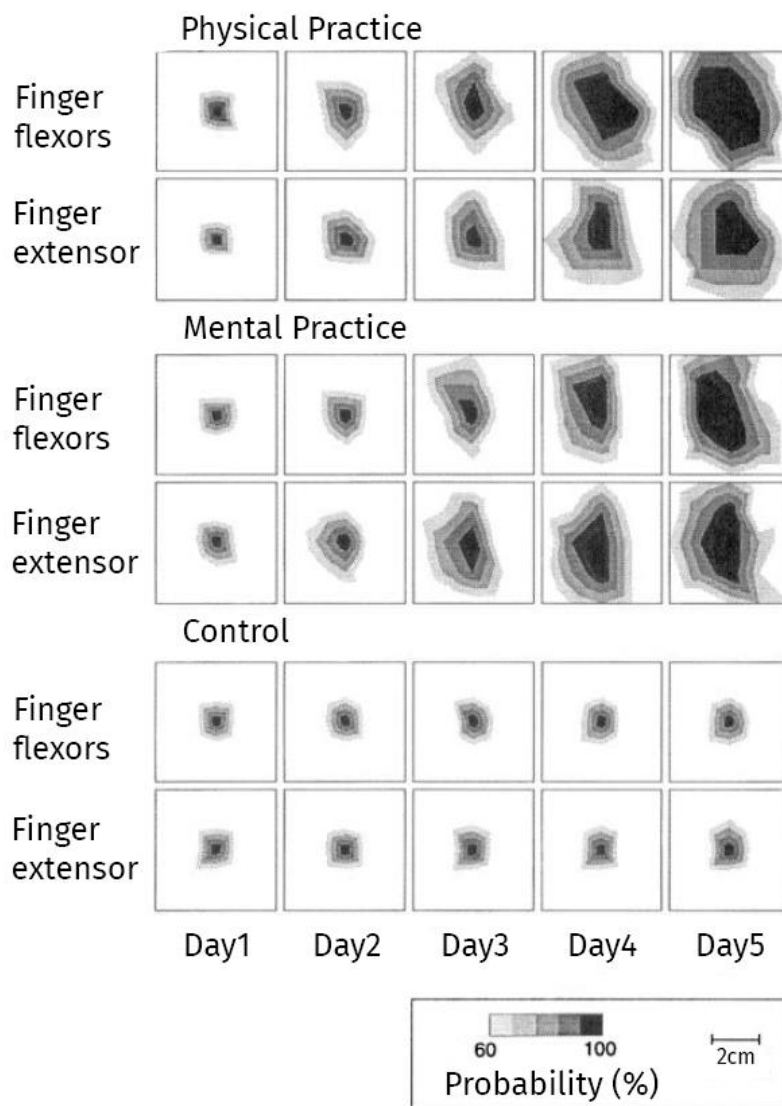 Physical Practice
Finger
flexors
Finger
extensor
Mental Practice
Finger
flexors
Finger
extensor
Control
Finger
flexors
Finger
extensor
Day1 Day2 Day3 Day4 Day5
60 100 2cm
Probability (%)